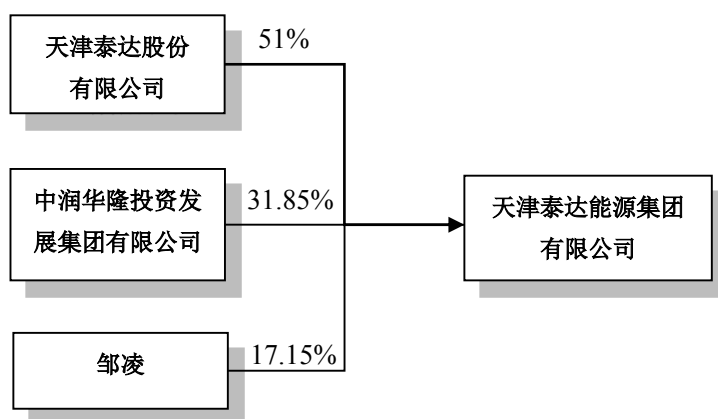 天津泰达股份
有限公司
51%
中润华隆投资发
展集团有限公司
31.85%
天津泰达能源集团
有限公司
邹凌
17.15%